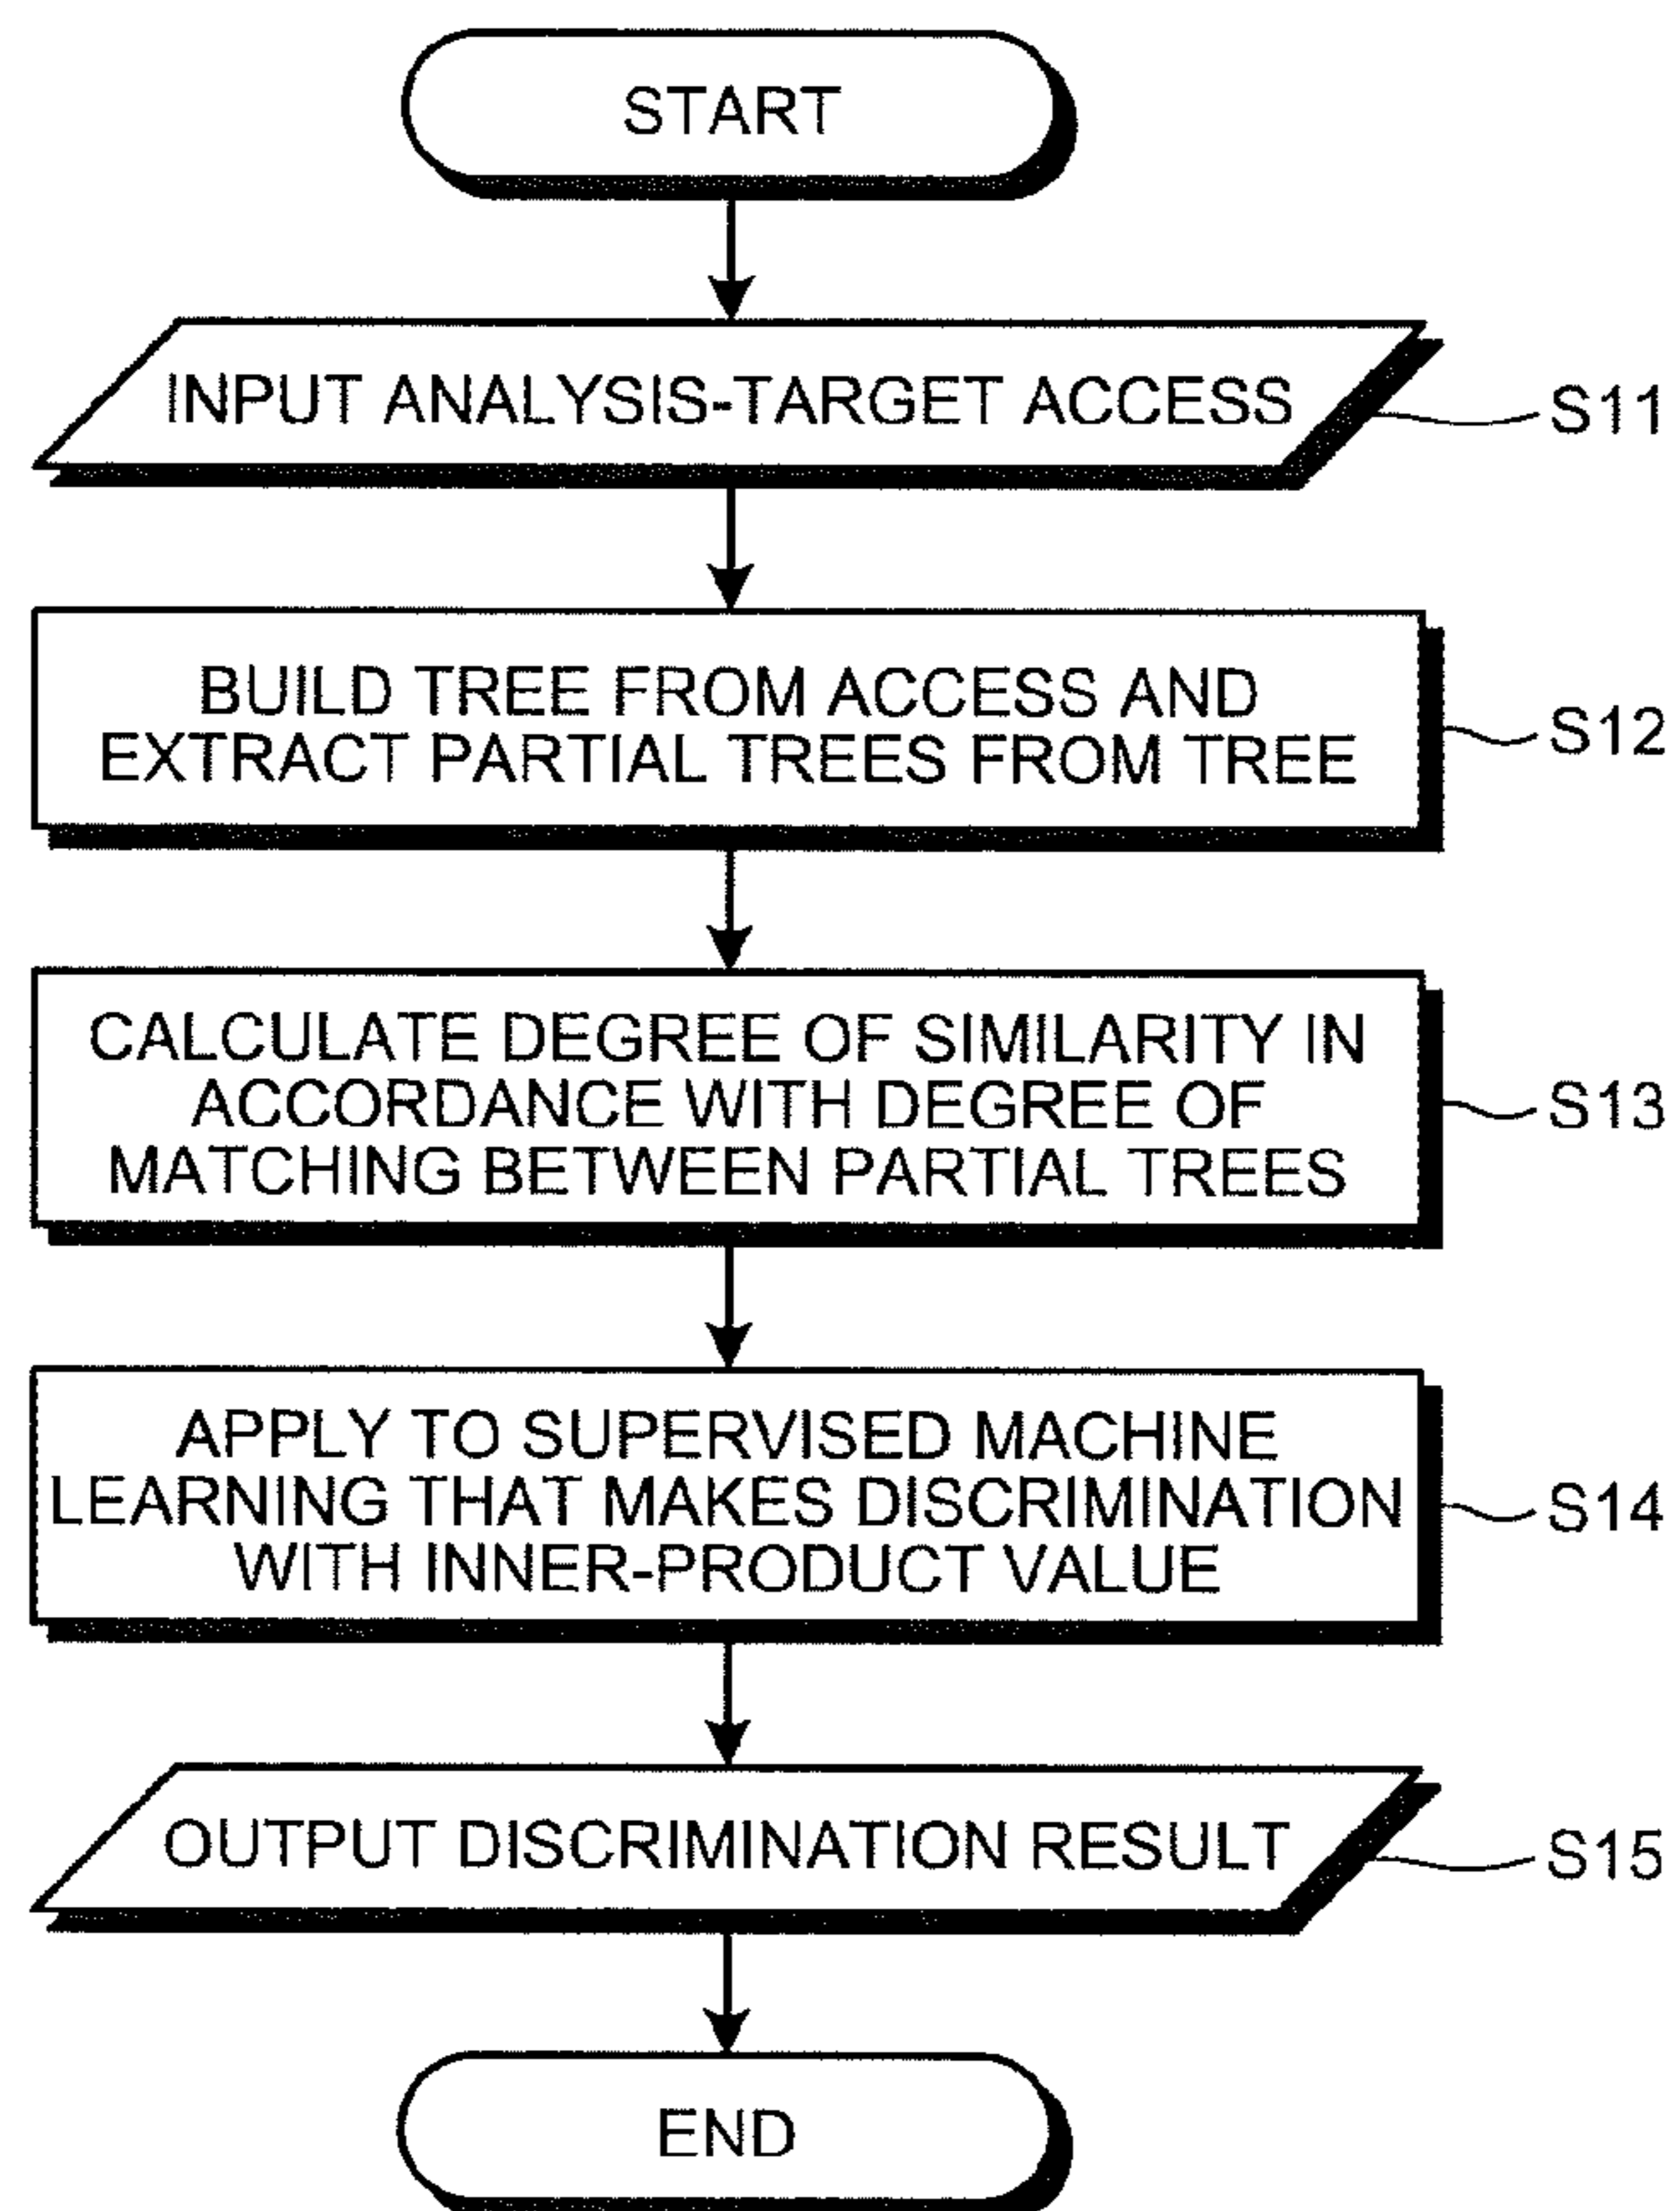 START
INPUT ANALYSIS-TARGET ACCESS
S11
BUILD TREE FROM ACCESS AND
EXTRACT PARTIAL TREES FROM TREE
S12
CALCULATE DEGREE OF SIMILARITY IN
ACCORDANCE WITH DEGREE OF
MATCHING BETWEEN PARTIAL TREES
S13
APPLY TO SUPERVISED MACHINE
LEARNING THAT MAKES DISCRIMINATION
WITH INNER-PRODUCT VALUE
S14
OUTPUT DISCRIMINATION RESULT
S15
END